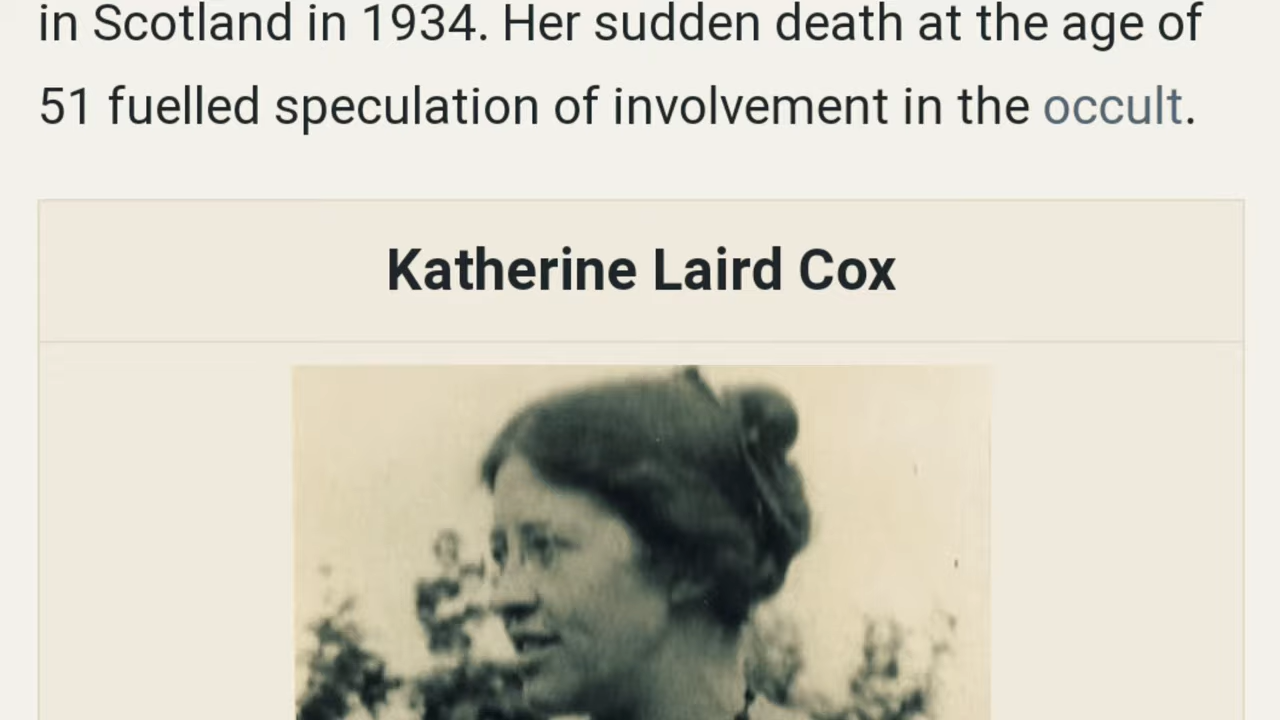 in Scotland in 1934. Her sudden death at the age of
51 fuelled speculation of involvement in the occult.
Katherine Laird Cox